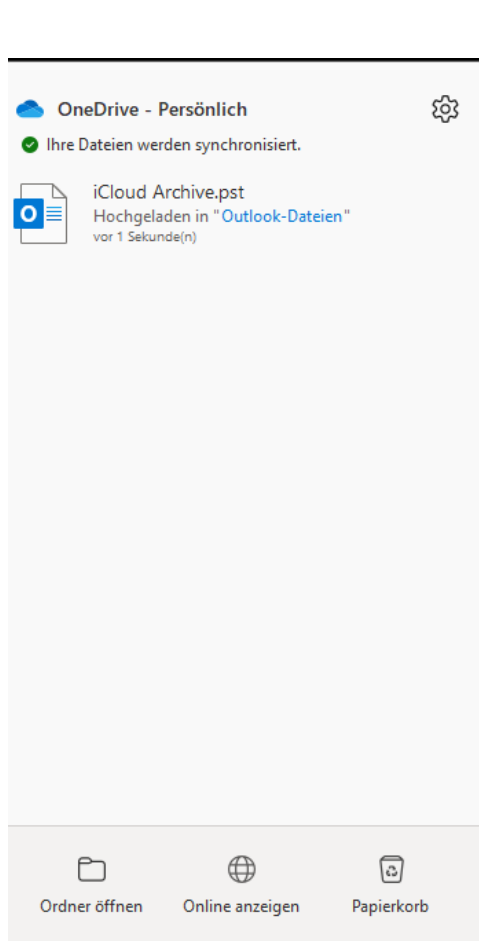 OneDrive - Persönlich
Ihre Dateien werden synchronisiert.
iCloud Archive.pst
Hochgeladen in "Outlook-Dateien"
vor 1 Sekunde(n)
O
Ordner öffnen
Online anzeigen
Papierkorb